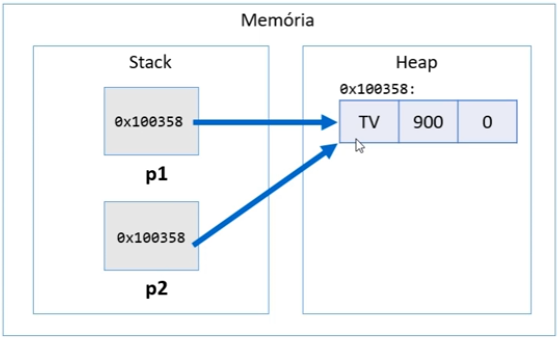 Memória
Stack
Heap
0x100358:
0x100358
TV 900 0
p1
0x100358
p2